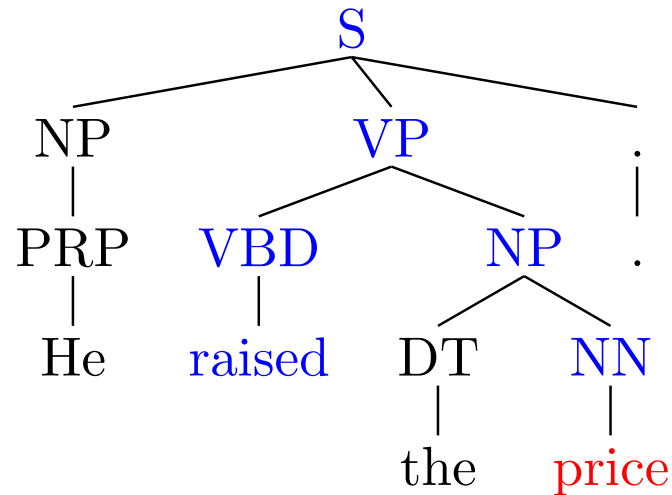 S
NP VP .
PRP VBD NP .
He raised DT NN
the price